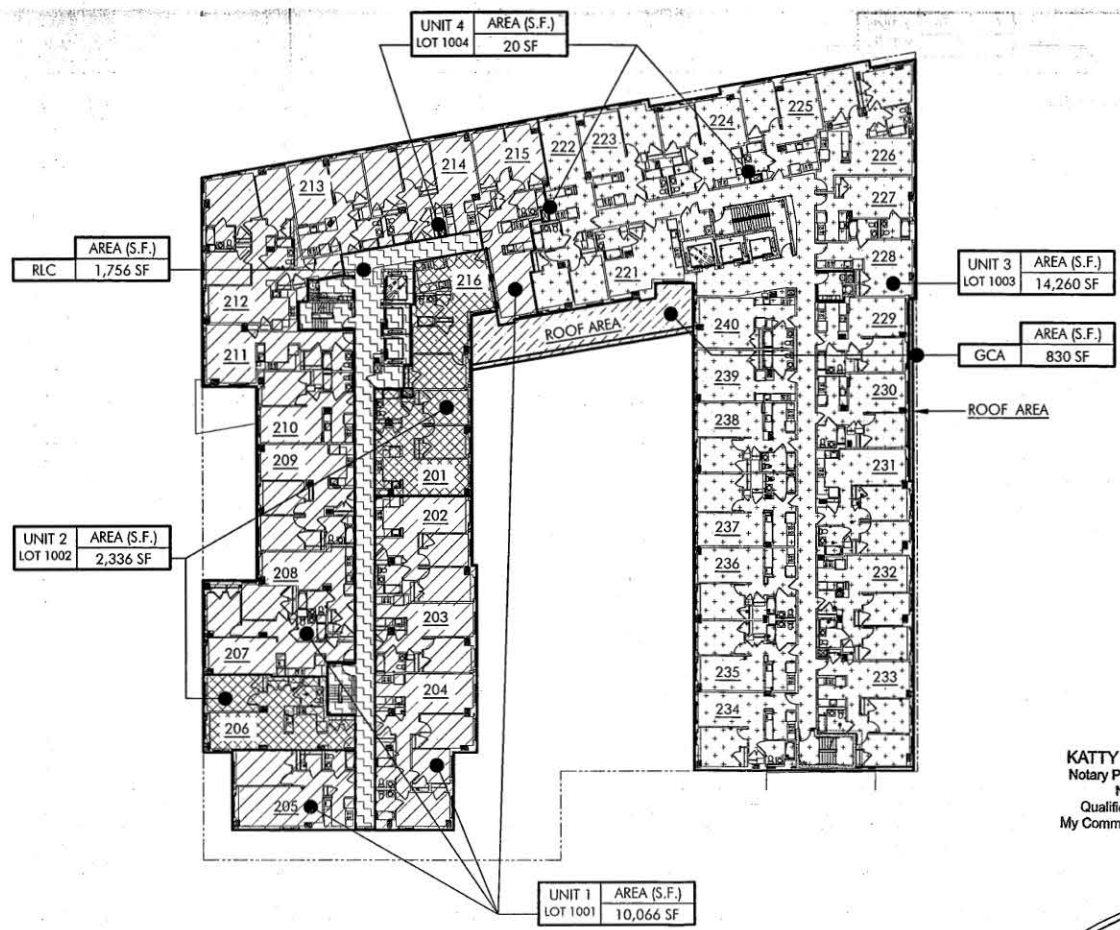 UNIT 4 AREA (S.F.)
LOT 1004 20 SF
225
224
223
222
215
214
226
213
227
AREA (S.F.)
RLC 1,756 SF
228
216
221
UNIT 3 AREA (S.F.)
LOT 1003 14,260 SF
212
ROOF AREA
229
240
211
AREA (S.F.)
GCA 830 SF
239
230
ROOF AREA
238
210
209
231
201
202
UNIT 2 AREA (S.F.)
LOT 1002 2,336 SF
237
236
208
232
203
207
235
233
204
234
206
KATTY
Notary P
N
Qualifie
My Comm
205
UNIT 1 AREA (S.F.)
LOT 1001 10,066 SF